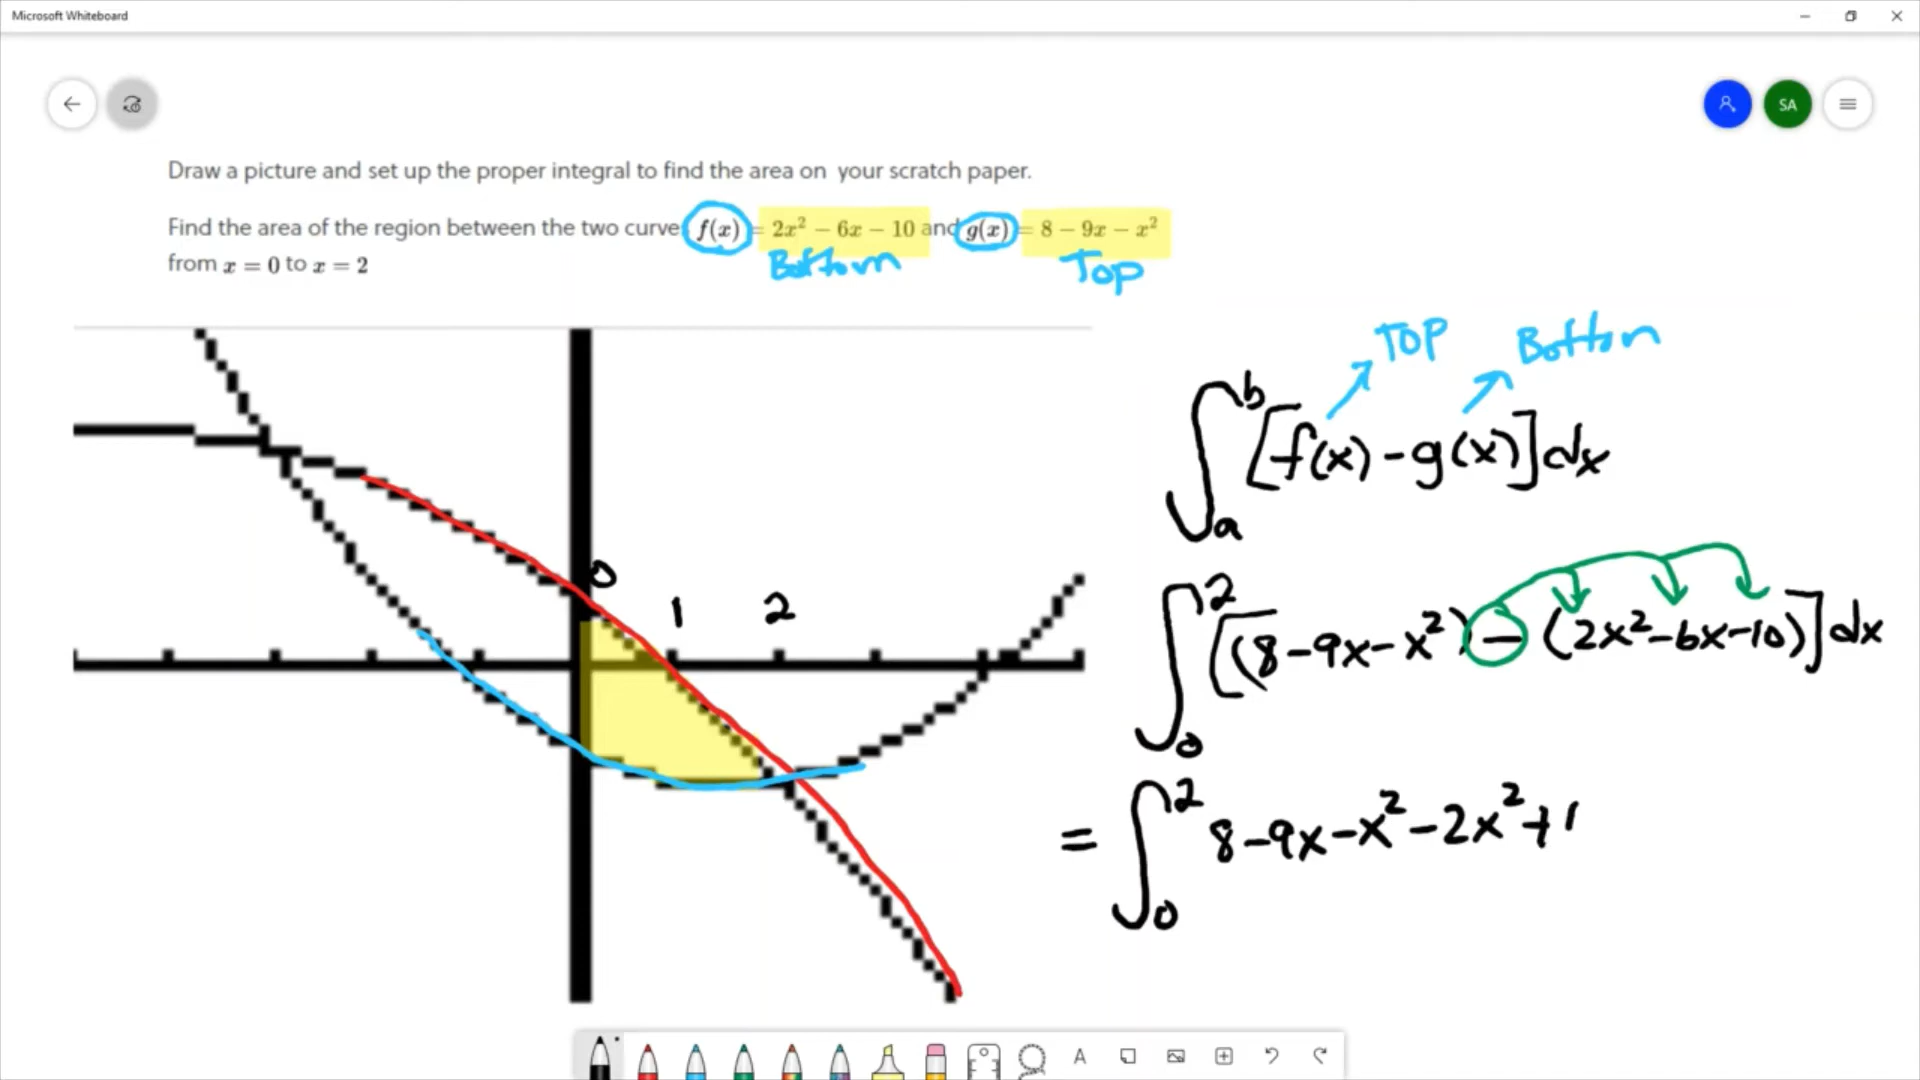 Microsoft Whiteboard
SA
Draw a picture and set up the proper integral to find the area on your scratch paper.
Find the area of the region between the two curve f(x) = 2x² − 6x − 10 and g(x) = 8 − 9x − x²
Bottom Top
from x = 0 to x = 2
TOP Bottom
∫ₐᵇ [f(x) - g(x)] dx
0 1 2
∫₀² [(8 - 9x - x²) - (2x² - 6x - 10)] dx
= ∫₀² 8 - 9x - x² - 2x² + 1
A